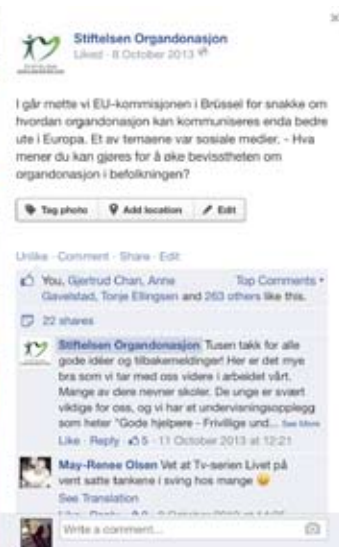 Stiftelsen Organdonasjon
Liked · 8 October 2013
I går møtte vi EU-kommisjonen i Brüssel for snakke om
hvordan organdonasjon kan kommuniseres enda bedre
ute i Europa. Et av temaene var sosiale medier. - Hva
mener du kan gjøres for å øke bevisstheten om
organdonasjon i befolkningen?
Tag photo Add location Edit
Unlike · Comment · Share · Edit
You, Gjertrud Chan, Anne Top Comments
Gavelstad, Tonje Ellingsen and 263 others like this.
22 shares
Stiftelsen Organdonasjon Tusen takk for alle
gode idéer og tilbakemeldinger! Her er det mye
bra som vi tar med oss videre i arbeidet vårt.
Mange av dere nevner skoler. De unge er svært
viktige for oss, og vi har et undervisningsopplegg
som heter "Gode hjelpere - Frivillige und... See More
Like · Reply · 5 · 11 October 2013 at 12:21
May-Renee Olsen Vet at Tv-serien Livet på
vent satte tankene i sving hos mange
See Translation
Write a comment...